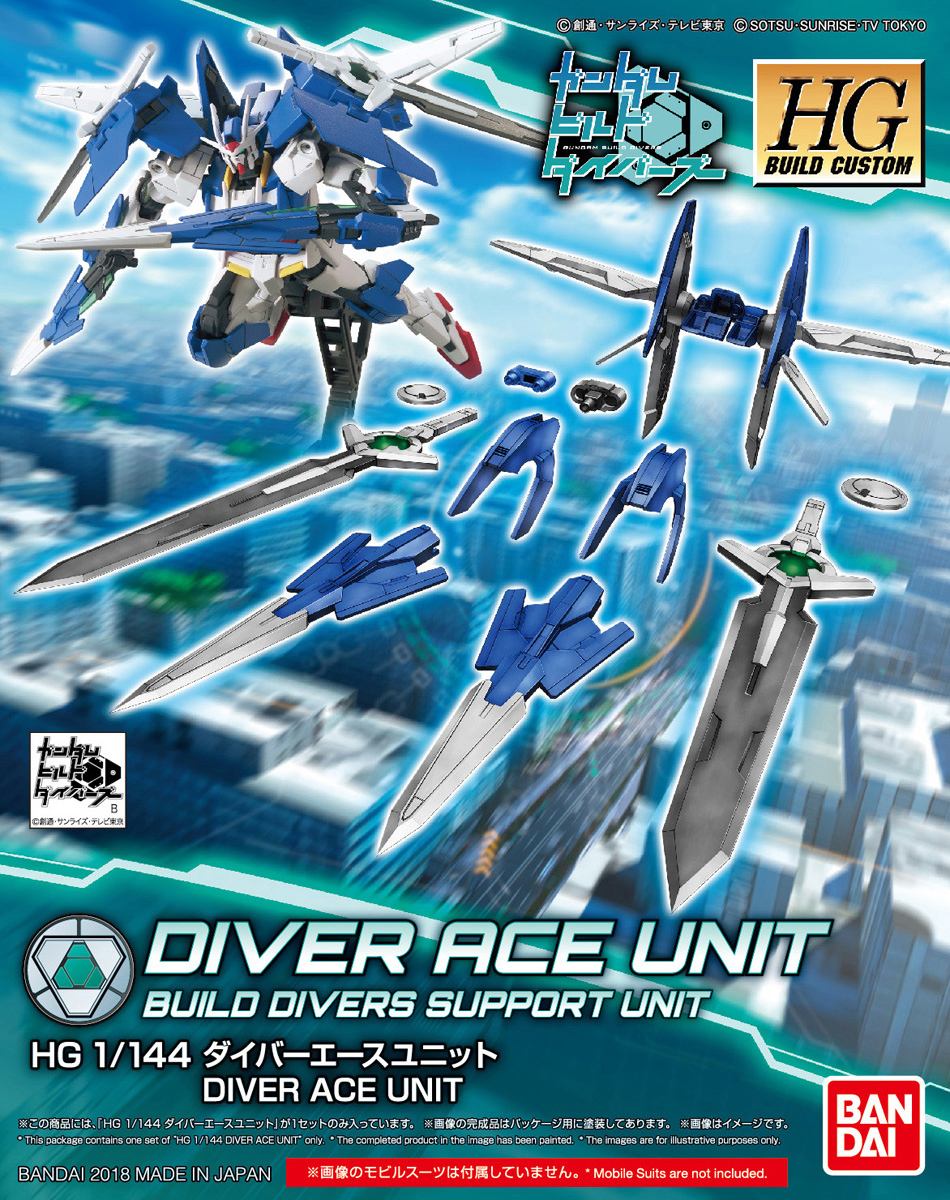 ©創通・サンライズ・テレビ東京 ©SOTSU・SUNRISE・TV TOKYO
ガンダム
ビルド
GUNDAM BUILD DIVERS
ダイバーズ
HG
BUILD CUSTOM
ガンダム
ビルド
ダイバーズ
B
©創通・サンライズ・テレビ東京
DIVER ACE UNIT
BUILD DIVERS SUPPORT UNIT
HG 1/144 ダイバーエースユニット
DIVER ACE UNIT
※この商品には、「HG 1/144 ダイバーエースユニット」が1セットのみ入っています。 ※画像の完成品はパッケージ用に塗装してあります。 ※画像はイメージです。
* This package contains one set of "HG 1/144 DIVER ACE UNIT" only. * The completed product in the image has been painted. * The images are for illustrative purposes only.
BANDAI 2018 MADE IN JAPAN
※画像のモビルスーツは付属していません。 * Mobile Suits are not included.
BAN
DAI